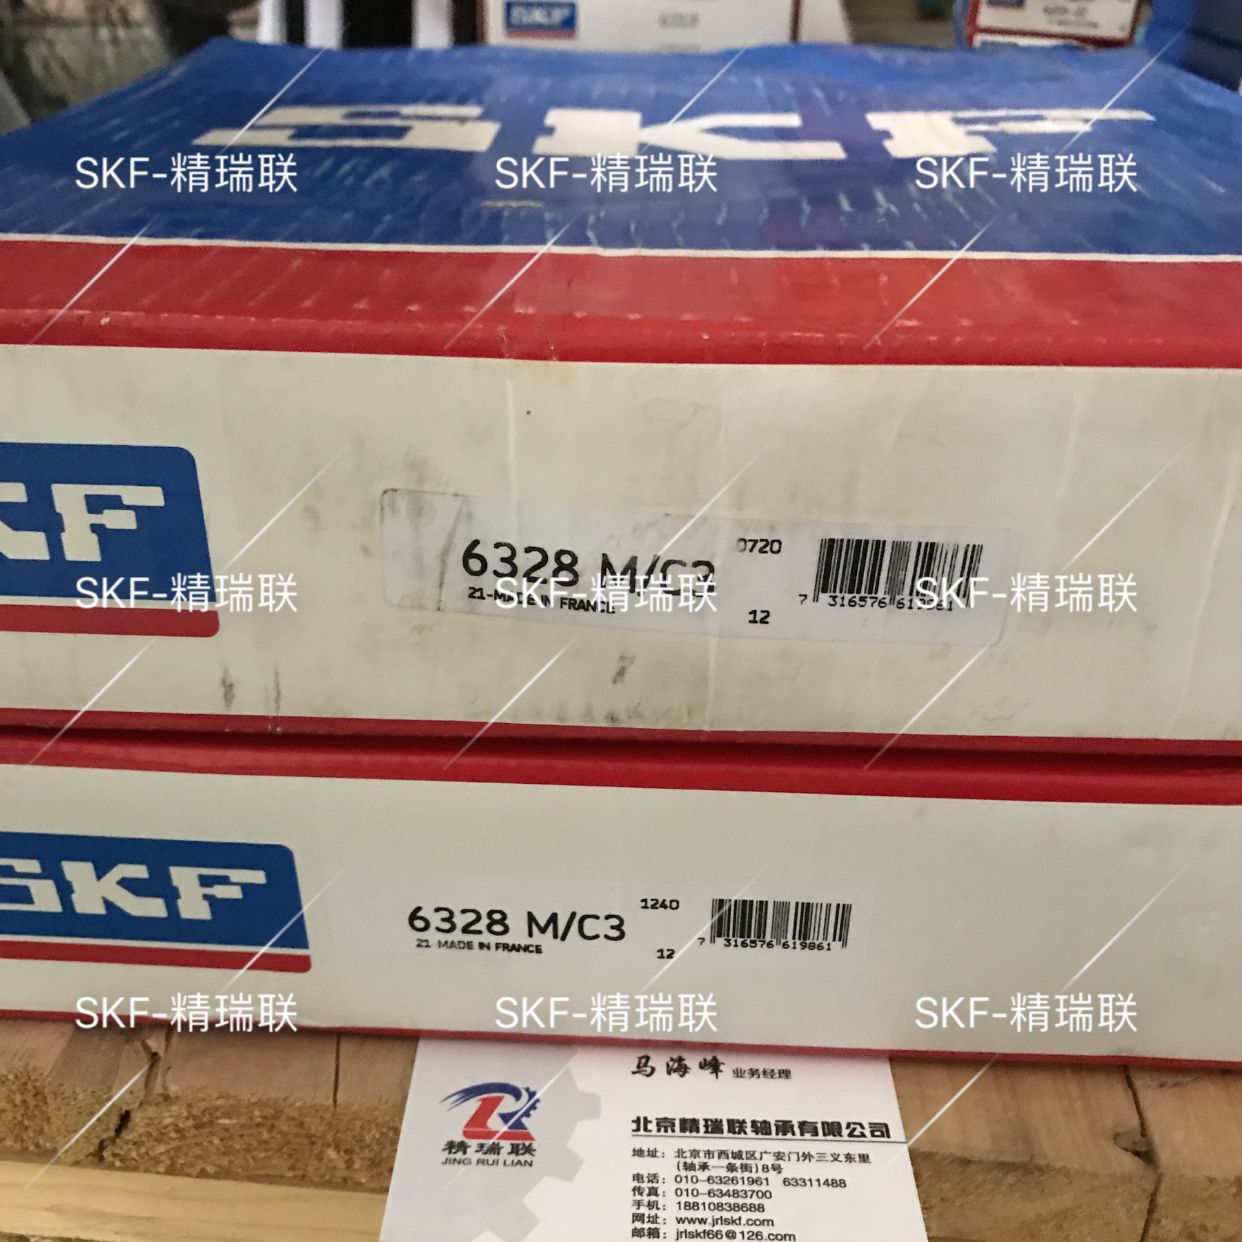 SKF
SKF
SKF-精瑞联 SKF-精瑞联 SKF-精瑞联
SKF
6328 M/C3
0720
21-MADE IN FRANCE
12
7 316576 619861
SKF-精瑞联 SKF-精瑞联 SKF-精瑞联
SKF
6328 M/C3
1240
21-MADE IN FRANCE
12
7 316576 619861
SKF-精瑞联 SKF-精瑞联 SKF-精瑞联
马海峰 业务经理
精瑞联
JING RUI LIAN
北京精瑞联轴承有限公司
地址：北京市西城区广安门外三义东里
(轴承一条街)8号
电话：010-63261961 63311488
传真：010-63483700
手机：18810838688
网址：www.jrlskf.com
邮箱：jrlskf66@126.com